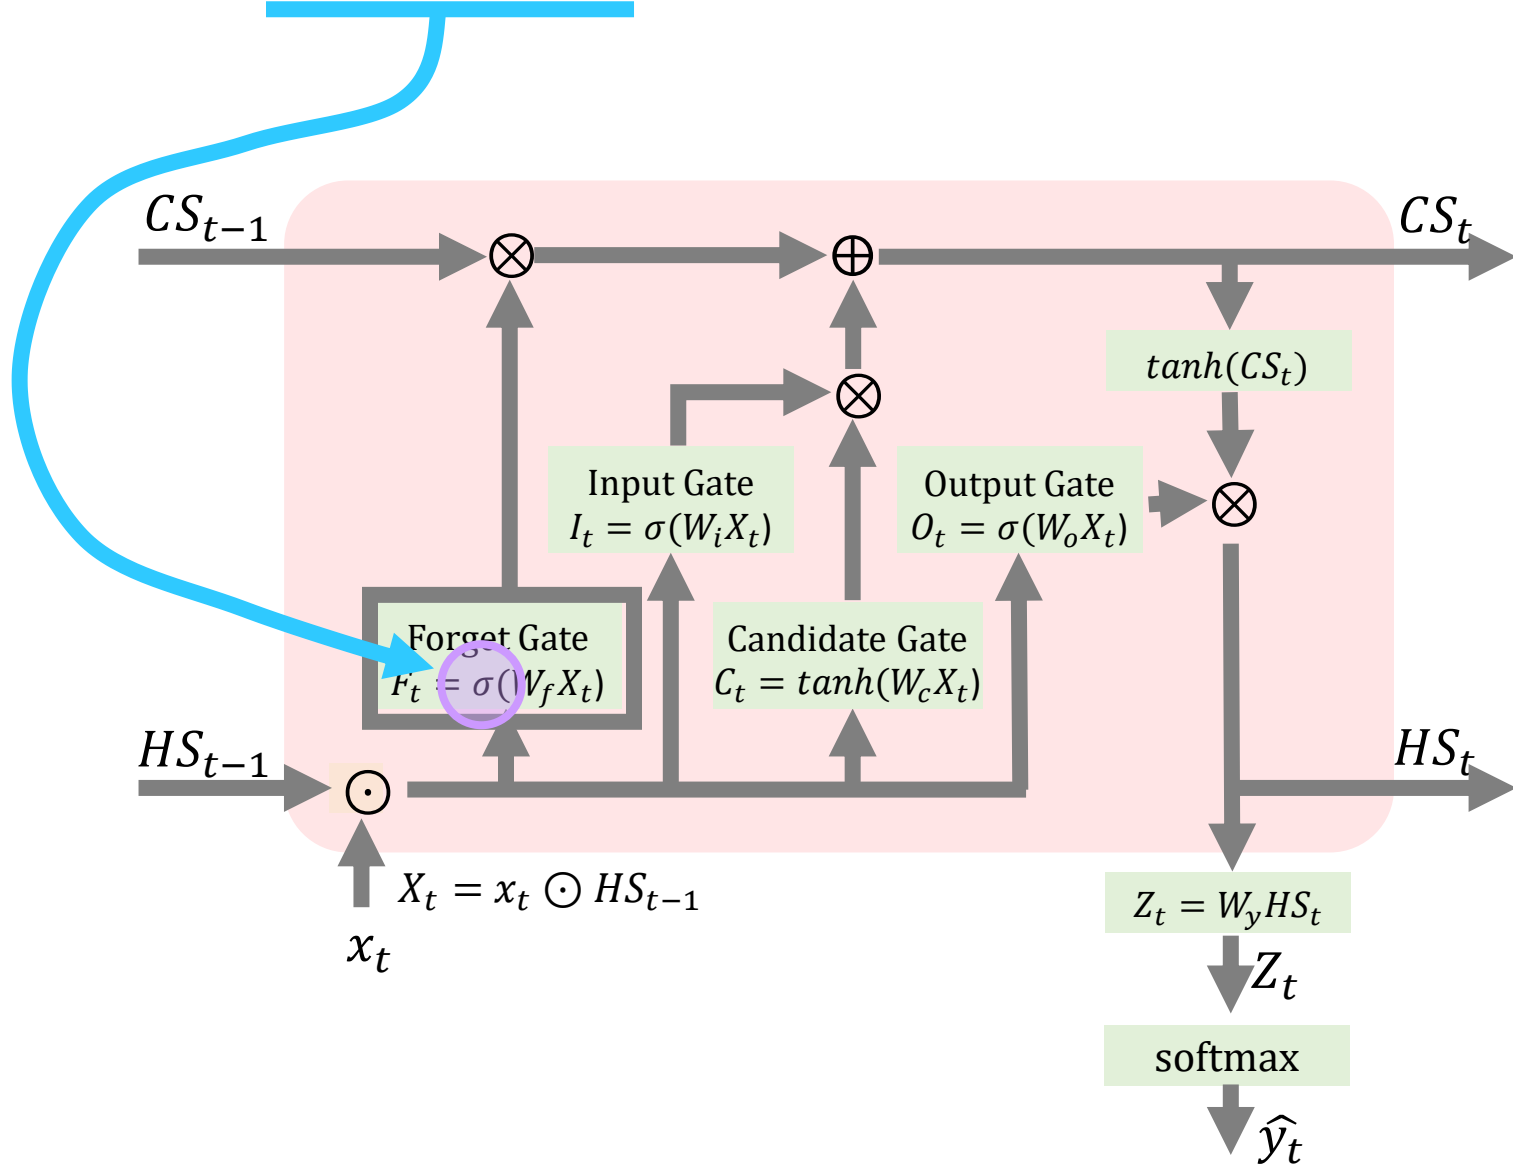 CS_{t-1}
CS_t
tanh(CS_t)
Input Gate
I_t = σ(W_i X_t)
Output Gate
O_t = σ(W_o X_t)
Forget Gate
F_t = σ(W_f X_t)
Candidate Gate
C_t = tanh(W_c X_t)
HS_{t-1}
HS_t
X_t = x_t ⊙ HS_{t-1}
x_t
Z_t = W_y HS_t
Z_t
softmax
ŷ_t